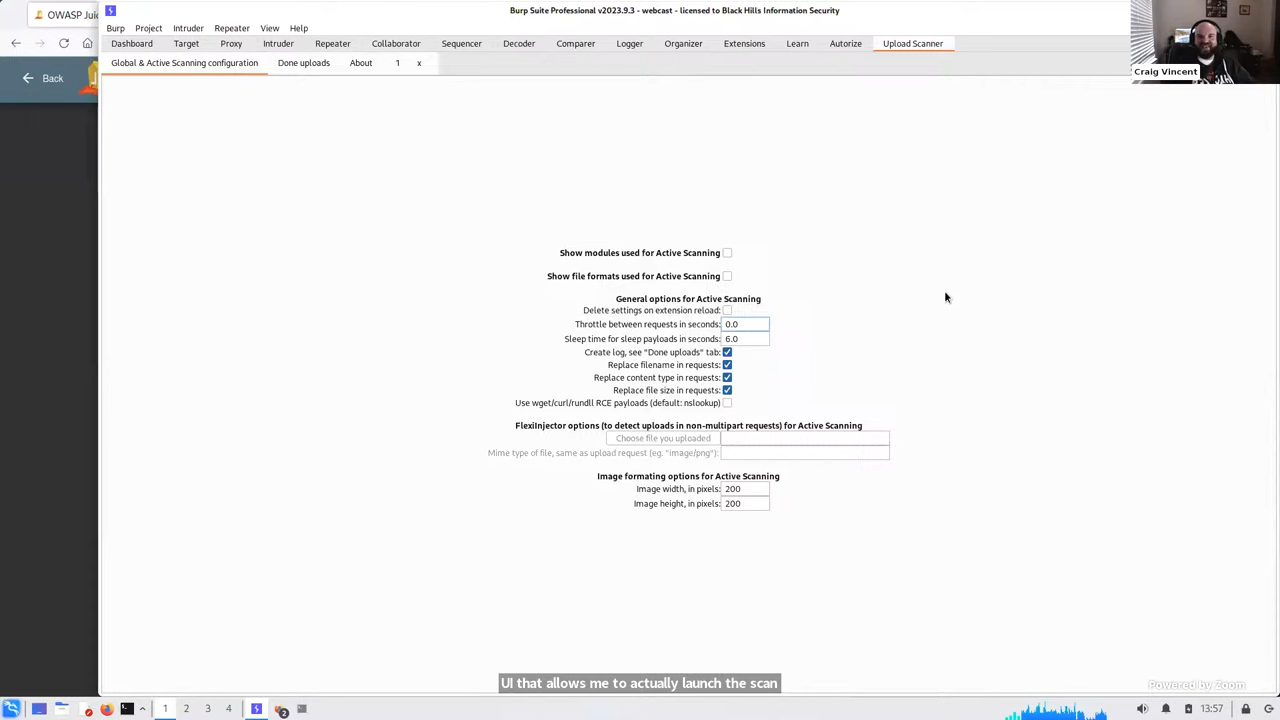 OWASP Juic
Burp Suite Professional v2023.9.3 - webcast - licensed to Black Hills Information Security
Burp Project Intruder Repeater View Help
Dashboard Target Proxy Intruder Repeater Collaborator Sequencer Decoder Comparer Logger Organizer Extensions Learn Autorize Upload Scanner
Global & Active Scanning configuration Done uploads About 1 x
Craig Vincent
Back
Show modules used for Active Scanning
Show file formats used for Active Scanning
General options for Active Scanning
Delete settings on extension reload:
Throttle between requests in seconds: 0.0
Sleep time for sleep payloads in seconds: 6.0
Create log, see "Done uploads" tab:
Replace filename in requests:
Replace content type in requests:
Replace file size in requests:
Use wget/curl/rundll RCE payloads (default: nslookup)
FlexiInjector options (to detect uploads in non-multipart requests) for Active Scanning
Choose file you uploaded
Mime type of file, same as upload request (eg. "image/png"):
Image formating options for Active Scanning
Image width, in pixels: 200
Image height, in pixels: 200
UI that allows me to actually launch the scan
Powered by Zoom
1 2 3 4 2 13:57